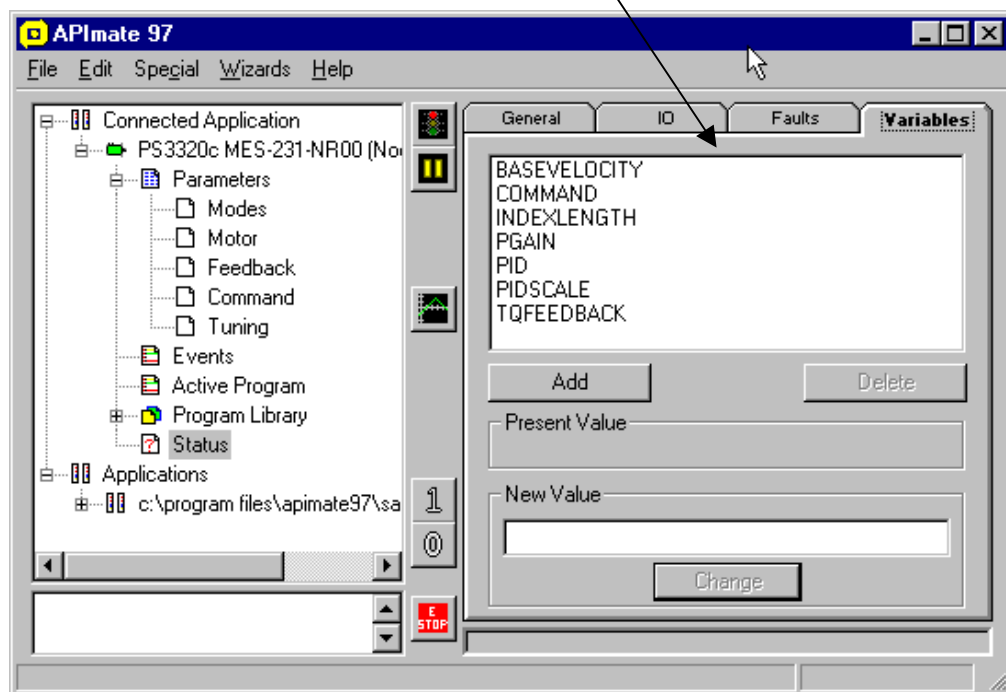 APImate 97
File Edit Special Wizards Help
Connected Application
PS3320c MES-231-NR00 (No
Parameters
Modes
Motor
Feedback
Command
Tuning
Events
Active Program
Program Library
Status
Applications
c:\program files\apimate97\sa
1
0
E
STOP
General IO Faults Variables
BASEVELOCITY
COMMAND
INDEXLENGTH
PGAIN
PID
PIDSCALE
TQFEEDBACK
Add Delete
Present Value
New Value
Change